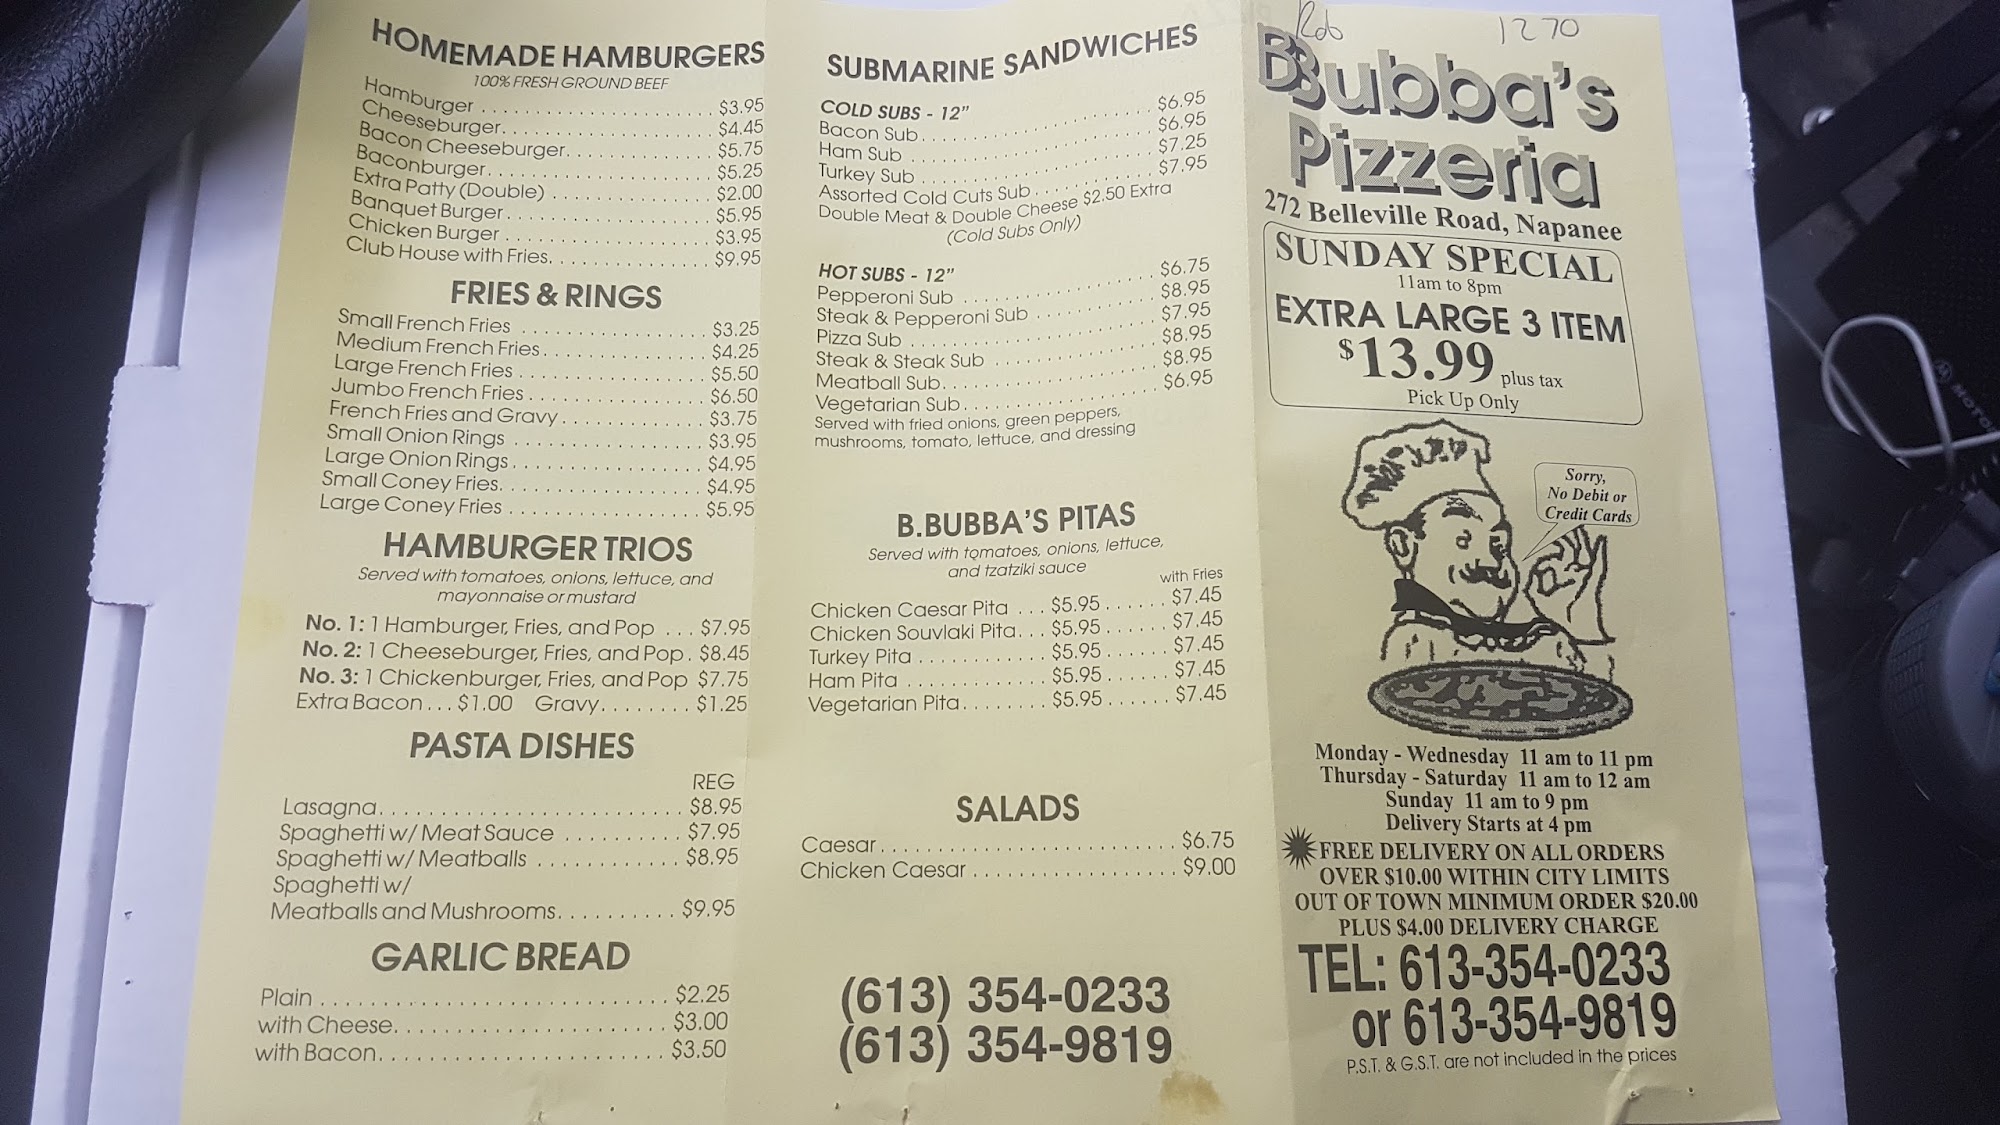 HOMEMADE HAMBURGERS
100% FRESH GROUND BEEF
Hamburger $3.95
Cheeseburger $4.45
Bacon Cheeseburger $5.75
Baconburger $5.25
Extra Patty (Double) $2.00
Banquet Burger $5.95
Chicken Burger $3.95
Club House with Fries $9.95
FRIES & RINGS
Small French Fries $3.25
Medium French Fries $4.25
Large French Fries $5.50
Jumbo French Fries $6.50
French Fries and Gravy $3.75
Small Onion Rings $3.95
Large Onion Rings $4.95
Small Coney Fries $4.95
Large Coney Fries $5.95
HAMBURGER TRIOS
Served with tomatoes, onions, lettuce, and
mayonnaise or mustard
No. 1: 1 Hamburger, Fries, and Pop ... $7.95
No. 2: 1 Cheeseburger, Fries, and Pop. $8.45
No. 3: 1 Chickenburger, Fries, and Pop $7.75
Extra Bacon ... $1.00 Gravy $1.25
PASTA DISHES
REG
Lasagna $8.95
Spaghetti w/ Meat Sauce $7.95
Spaghetti w/ Meatballs $8.95
Spaghetti w/
Meatballs and Mushrooms $9.95
GARLIC BREAD
Plain $2.25
with Cheese $3.00
with Bacon $3.50
SUBMARINE SANDWICHES
COLD SUBS - 12"
Bacon Sub $6.95
Ham Sub $6.95
Turkey Sub $7.25
Assorted Cold Cuts Sub $7.95
Double Meat & Double Cheese $2.50 Extra
(Cold Subs Only)
HOT SUBS - 12"
Pepperoni Sub $6.75
Steak & Pepperoni Sub $8.95
Pizza Sub $7.95
Steak & Steak Sub $8.95
Meatball Sub $8.95
Vegetarian Sub $6.95
Served with fried onions, green peppers,
mushrooms, tomato, lettuce, and dressing
B.BUBBA'S PITAS
Served with tomatoes, onions, lettuce,
and tzatziki sauce
with Fries
Chicken Caesar Pita ... $5.95 ...... $7.45
Chicken Souvlaki Pita ... $5.95 ...... $7.45
Turkey Pita $5.95 ...... $7.45
Ham Pita $5.95 ...... $7.45
Vegetarian Pita $5.95 ...... $7.45
SALADS
Caesar $6.75
Chicken Caesar $9.00
(613) 354-0233
(613) 354-9819
Rob 1270
BBubba's
Pizzeria
272 Belleville Road, Napanee
SUNDAY SPECIAL
11am to 8pm
EXTRA LARGE 3 ITEM
$13.99 plus tax
Pick Up Only
Sorry,
No Debit or
Credit Cards
Monday - Wednesday 11 am to 11 pm
Thursday - Saturday 11 am to 12 am
Sunday 11 am to 9 pm
Delivery Starts at 4 pm
FREE DELIVERY ON ALL ORDERS
OVER $10.00 WITHIN CITY LIMITS
OUT OF TOWN MINIMUM ORDER $20.00
PLUS $4.00 DELIVERY CHARGE
TEL: 613-354-0233
or 613-354-9819
P.S.T. & G.S.T. are not included in the prices